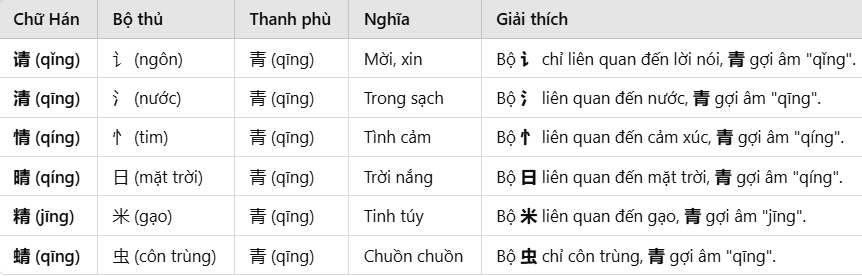 Chữ Hán Bộ thủ Thanh phù Nghĩa Giải thích
请 (qǐng) 讠 (ngôn) 青 (qīng) Mời, xin Bộ 讠 chỉ liên quan đến lời nói, 青 gợi âm "qǐng".
清 (qīng) 氵 (nước) 青 (qīng) Trong sạch Bộ 氵 liên quan đến nước, 青 gợi âm "qīng".
情 (qíng) 忄 (tim) 青 (qīng) Tình cảm Bộ 忄 liên quan đến cảm xúc, 青 gợi âm "qíng".
晴 (qíng) 日 (mặt trời) 青 (qīng) Trời nắng Bộ 日 liên quan đến mặt trời, 青 gợi âm "qíng".
精 (jīng) 米 (gạo) 青 (qīng) Tinh túy Bộ 米 liên quan đến gạo, 青 gợi âm "jīng".
蜻 (qīng) 虫 (côn trùng) 青 (qīng) Chuồn chuồn Bộ 虫 chỉ côn trùng, 青 gợi âm "qīng".